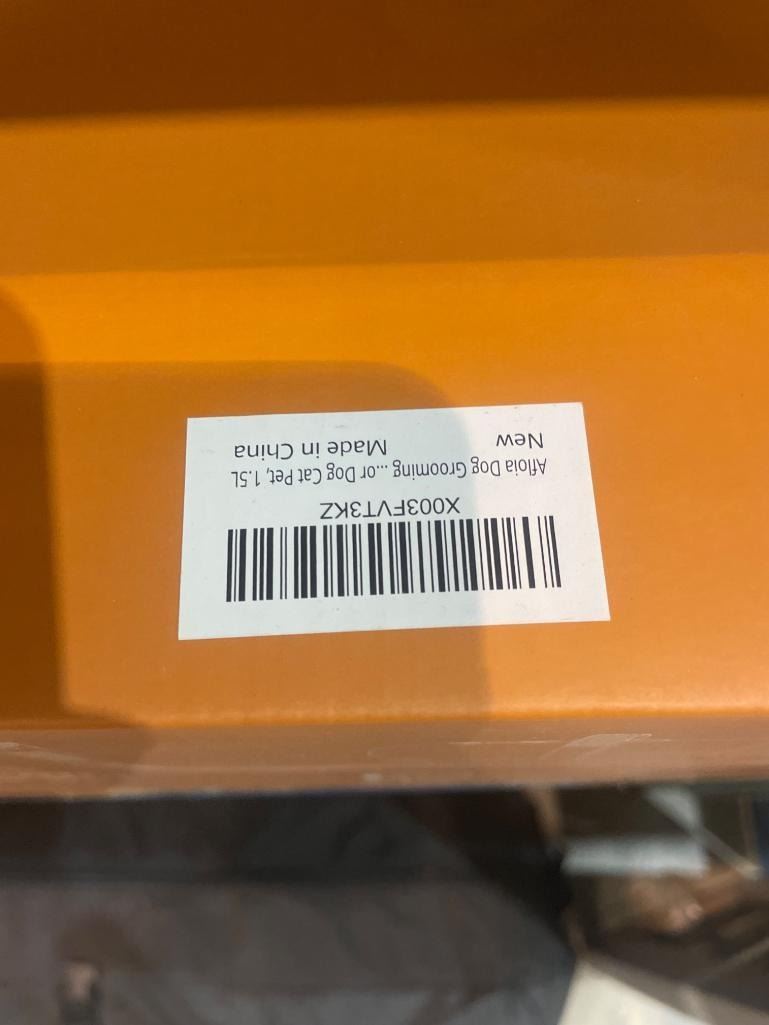 X003FVT3KZ
Afloia Dog Grooming ...or Dog Cat Pet, 1.5L
New Made in China